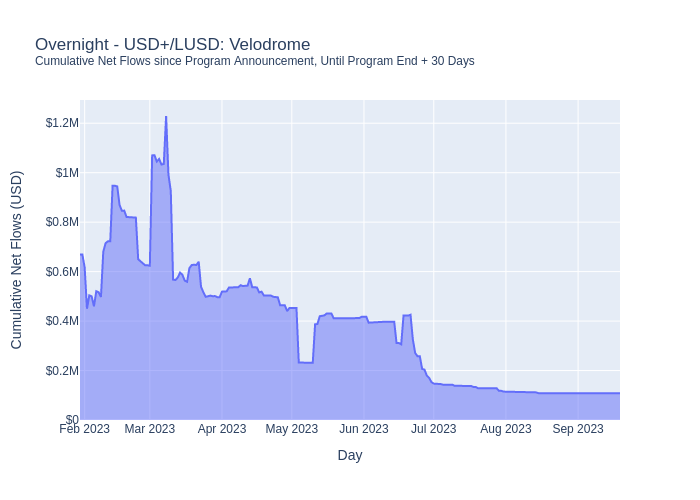 Overnight - USD+/LUSD: Velodrome
Cumulative Net Flows since Program Announcement, Until Program End + 30 Days
Cumulative Net Flows (USD)
$1.2M
$1M
$0.8M
$0.6M
$0.4M
$0.2M
$0
Feb 2023 Mar 2023 Apr 2023 May 2023 Jun 2023 Jul 2023 Aug 2023 Sep 2023
Day